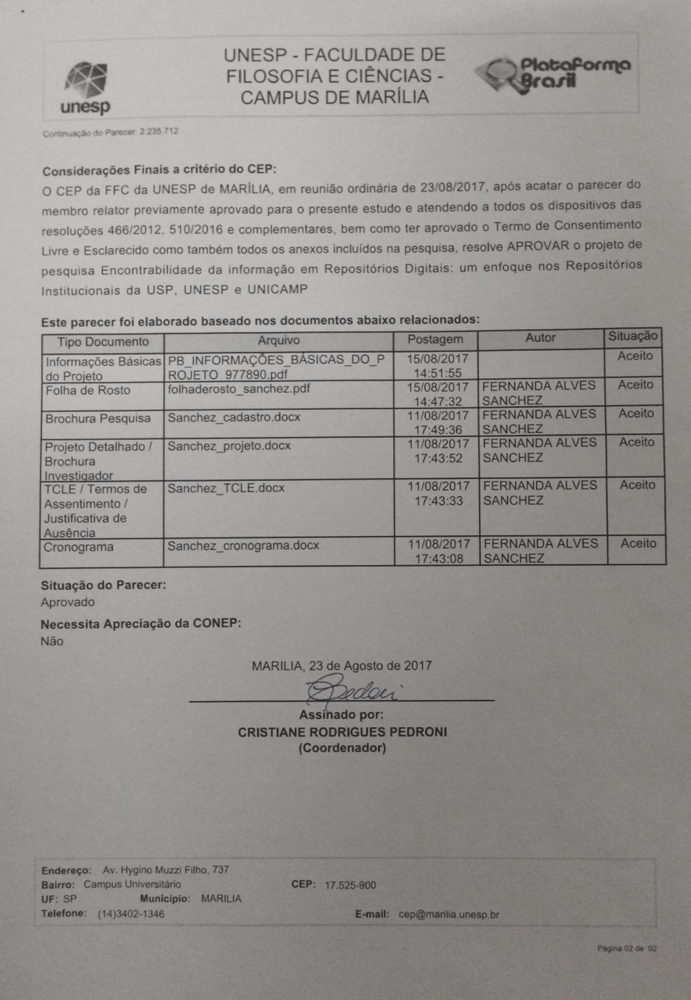 UNESP - FACULDADE DE
FILOSOFIA E CIÊNCIAS -
CAMPUS DE MARÍLIA
unesp
Plataforma
Brasil
Continuação do Parecer: 2.235.712
Considerações Finais a critério do CEP:
O CEP da FFC da UNESP de MARÍLIA, em reunião ordinária de 23/08/2017, após acatar o parecer do
membro relator previamente aprovado para o presente estudo e atendendo a todos os dispositivos das
resoluções 466/2012, 510/2016 e complementares, bem como ter aprovado o Termo de Consentimento
Livre e Esclarecido como também todos os anexos incluídos na pesquisa, resolve APROVAR o projeto de
pesquisa Encontrabilidade da informação em Repositórios Digitais: um enfoque nos Repositórios
Institucionais da USP, UNESP e UNICAMP
Este parecer foi elaborado baseado nos documentos abaixo relacionados:
Tipo Documento Arquivo Postagem Autor Situação
Informações Básicas PB_INFORMAÇÕES_BÁSICAS_DO_P 15/08/2017 Aceito
do Projeto ROJETO_977890.pdf 14:51:55
Folha de Rosto folhaderosto_sanchez.pdf 15/08/2017 FERNANDA ALVES Aceito
14:47:32 SANCHEZ
Brochura Pesquisa Sanchez_cadastro.docx 11/08/2017 FERNANDA ALVES Aceito
17:49:36 SANCHEZ
Projeto Detalhado / Sanchez_projeto.docx 11/08/2017 FERNANDA ALVES Aceito
Brochura 17:43:52 SANCHEZ
Investigador
TCLE / Termos de Sanchez_TCLE.docx 11/08/2017 FERNANDA ALVES Aceito
Assentimento / 17:43:33 SANCHEZ
Justificativa de
Ausência
Cronograma Sanchez_cronograma.docx 11/08/2017 FERNANDA ALVES Aceito
17:43:08 SANCHEZ
Situação do Parecer:
Aprovado
Necessita Apreciação da CONEP:
Não
MARILIA, 23 de Agosto de 2017
Assinado por:
CRISTIANE RODRIGUES PEDRONI
(Coordenador)
Endereço: Av. Hygino Muzzi Filho, 737
Bairro: Campus Universitário CEP: 17.525-900
UF: SP Município: MARILIA
Telefone: (14)3402-1346 E-mail: cep@marilia.unesp.br
Página 02 de 02